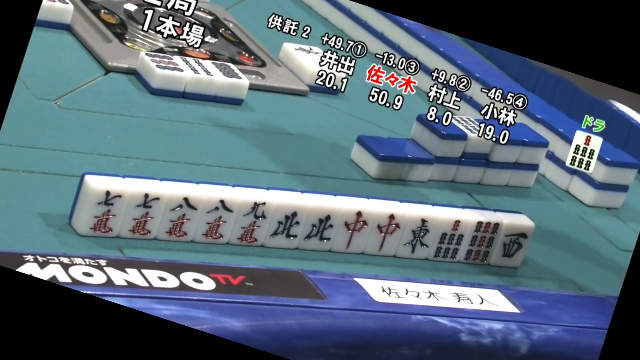 1本場
供託 2
+49.7①
井出
20.1
-13.0③
佐々木
50.9
+9.8②
村上
8.0
-46.5④
小林
19.0
ドラ
七萬 七萬 八萬 八萬 九萬 北 北 中 中 東 西
オトコを満たす
MONDO TV
佐々木 寿人